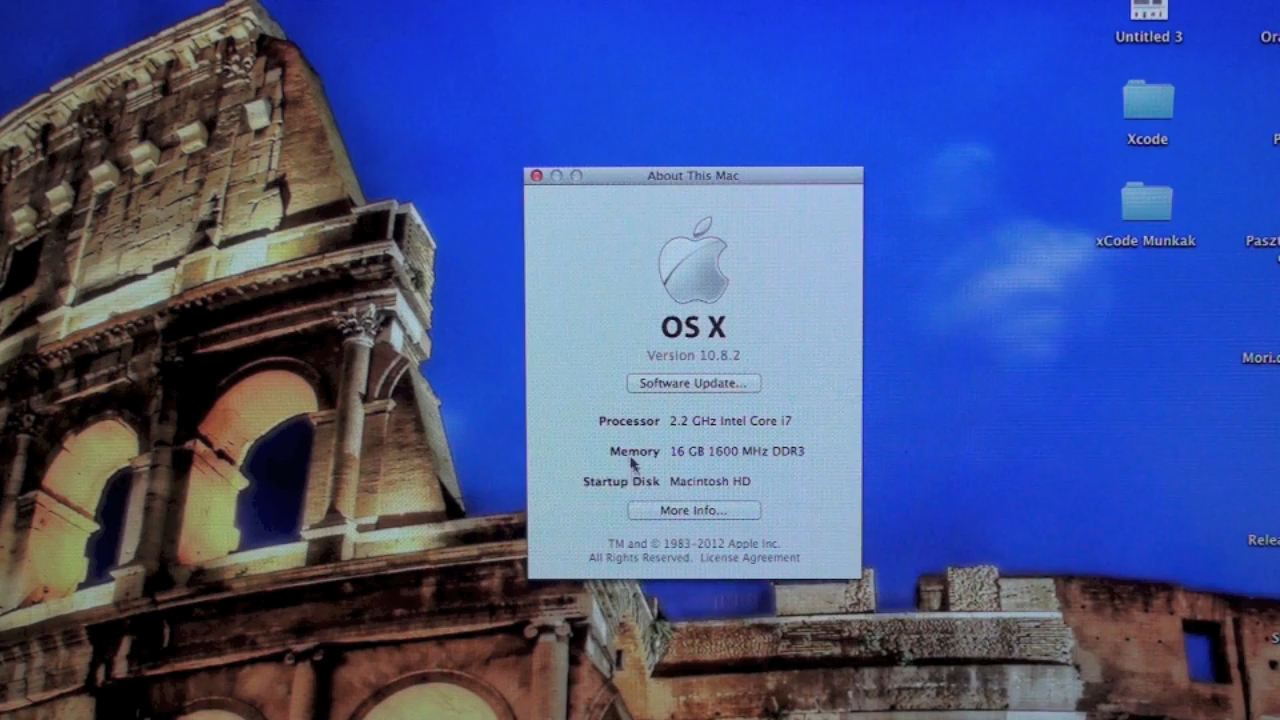 Untitled 3
Xcode
xCode Munkak
About This Mac
OS X
Version 10.8.2
Software Update...
Processor 2.2 GHz Intel Core i7
Memory 16 GB 1600 MHz DDR3
Startup Disk Macintosh HD
More Info...
TM and © 1983-2012 Apple Inc.
All Rights Reserved. License Agreement